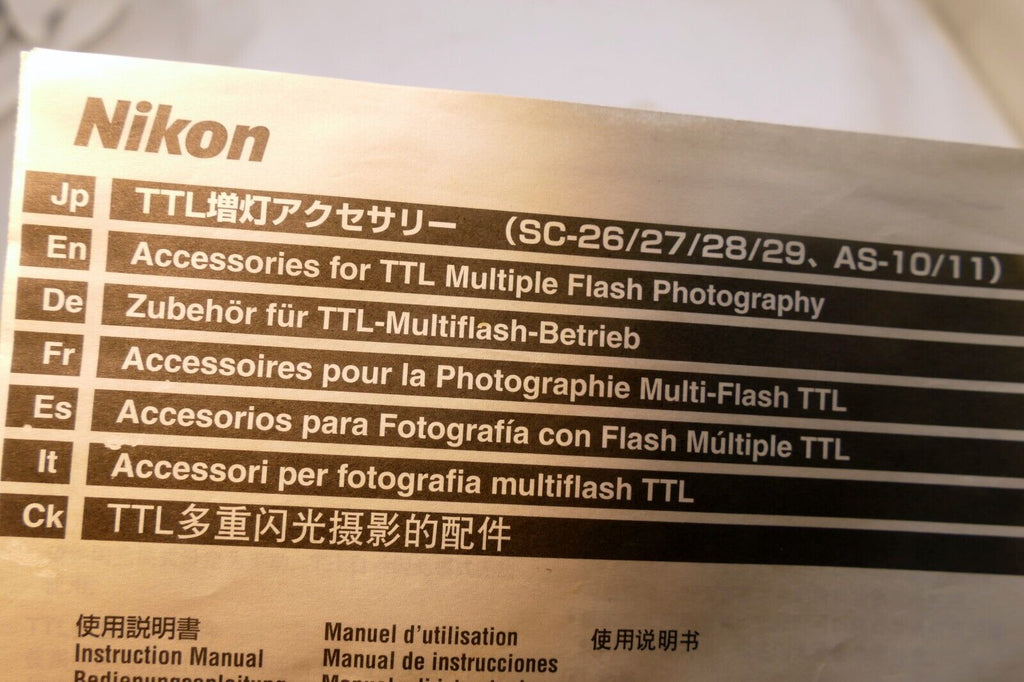 Nikon
Jp TTL増灯アクセサリー （SC-26/27/28/29、AS-10/11）
En Accessories for TTL Multiple Flash Photography
De Zubehör für TTL-Multiflash-Betrieb
Fr Accessoires pour la Photographie Multi-Flash TTL
Es Accesorios para Fotografía con Flash Múltiple TTL
It Accessori per fotografia multiflash TTL
Ck TTL多重闪光摄影的配件
使用説明書
Instruction Manual
Bedienungsanleitung
Manuel d'utilisation
Manual de instrucciones
使用说明书